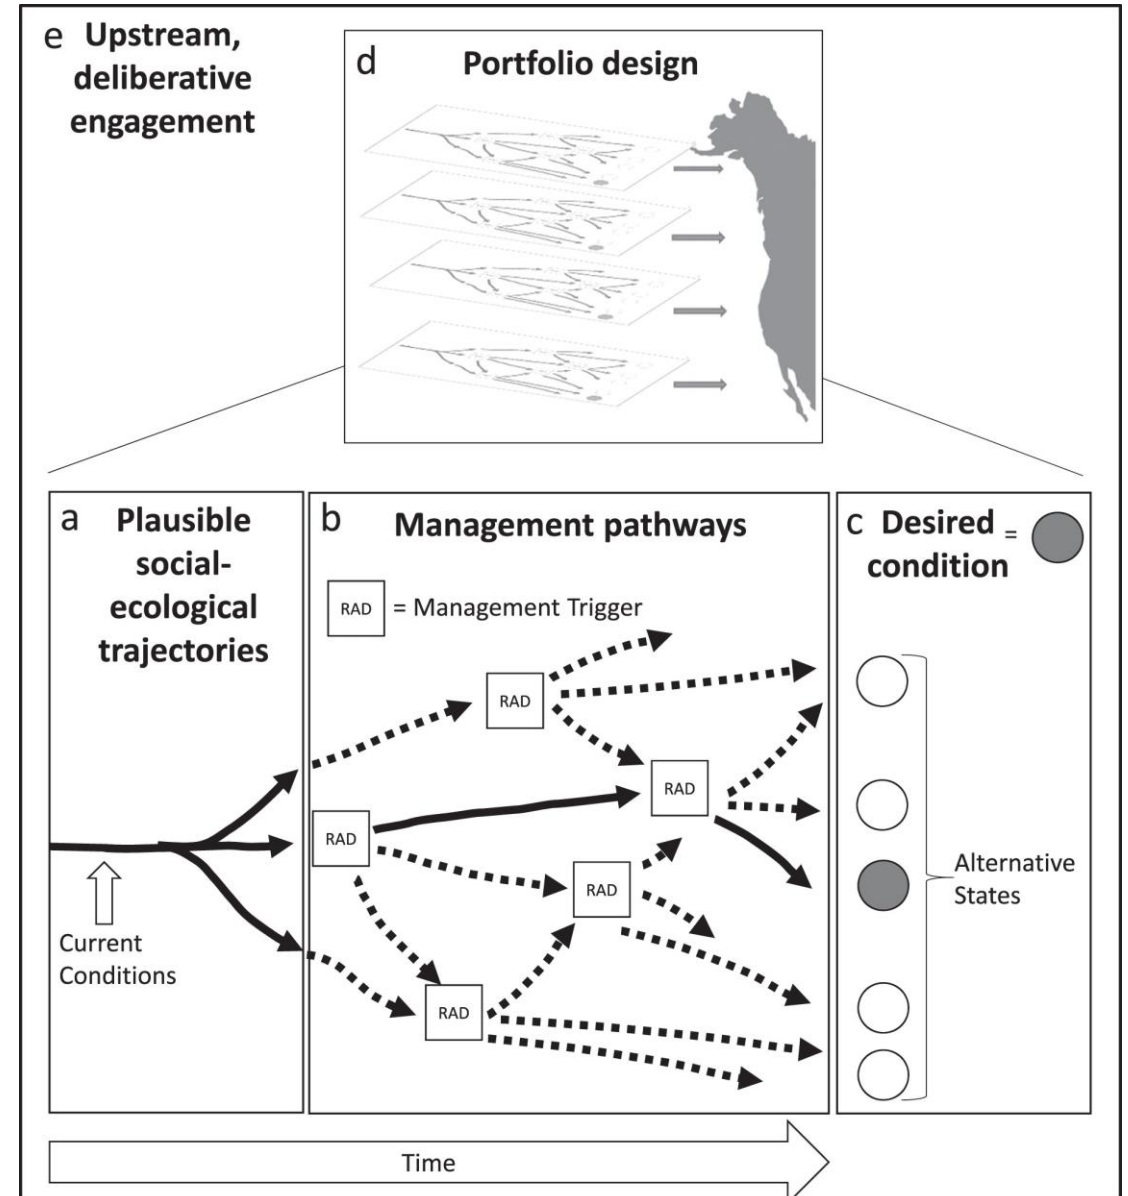 e Upstream,
deliberative
engagement
d Portfolio design
a Plausible
social-
ecological
trajectories
Current
Conditions
b Management pathways
RAD = Management Trigger
RAD
RAD
RAD
RAD
RAD
c Desired =
condition
Alternative
States
Time